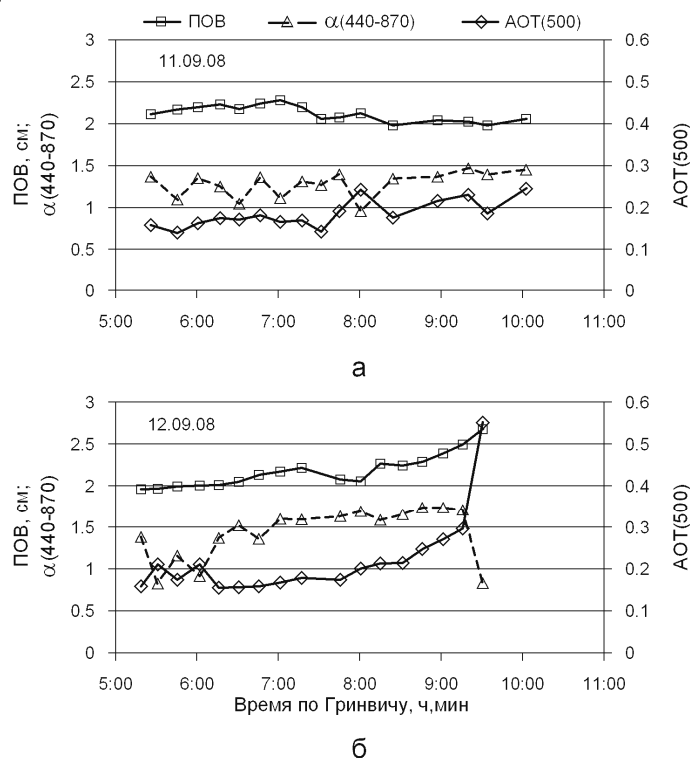 ПОВ α(440-870) АОТ(500)
3 0.6
11.09.08
2.5 0.5
2 0.4
1.5 0.3
1 0.2
0.5 0.1
0 0
ПОВ, см;
α(440-870)
АОТ(500)
5:00 6:00 7:00 8:00 9:00 10:00 11:00
а
3 0.6
12.09.08
2.5 0.5
2 0.4
1.5 0.3
1 0.2
0.5 0.1
0 0
ПОВ, см;
α(440-870)
АОТ(500)
5:00 6:00 7:00 8:00 9:00 10:00 11:00
Время по Гринвичу, ч,мин
б